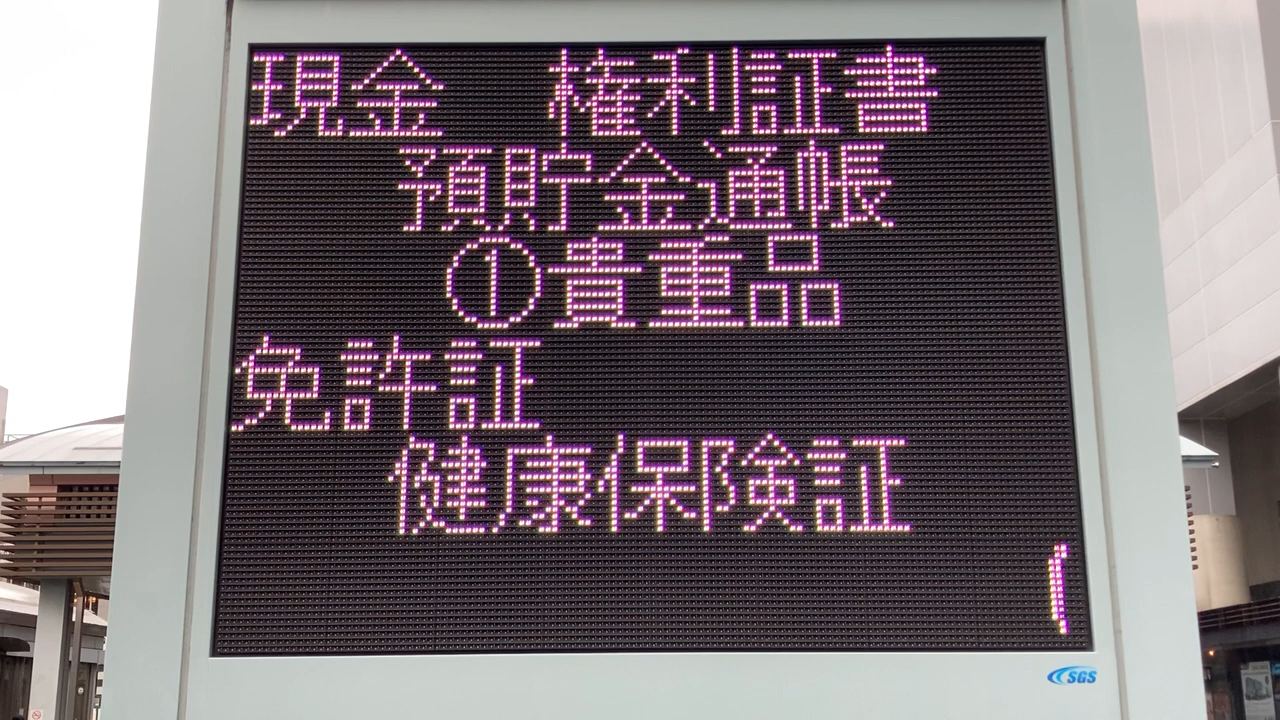 現金　権利証書
預貯金通帳
①貴重品
免許証
健康保険証
SGS